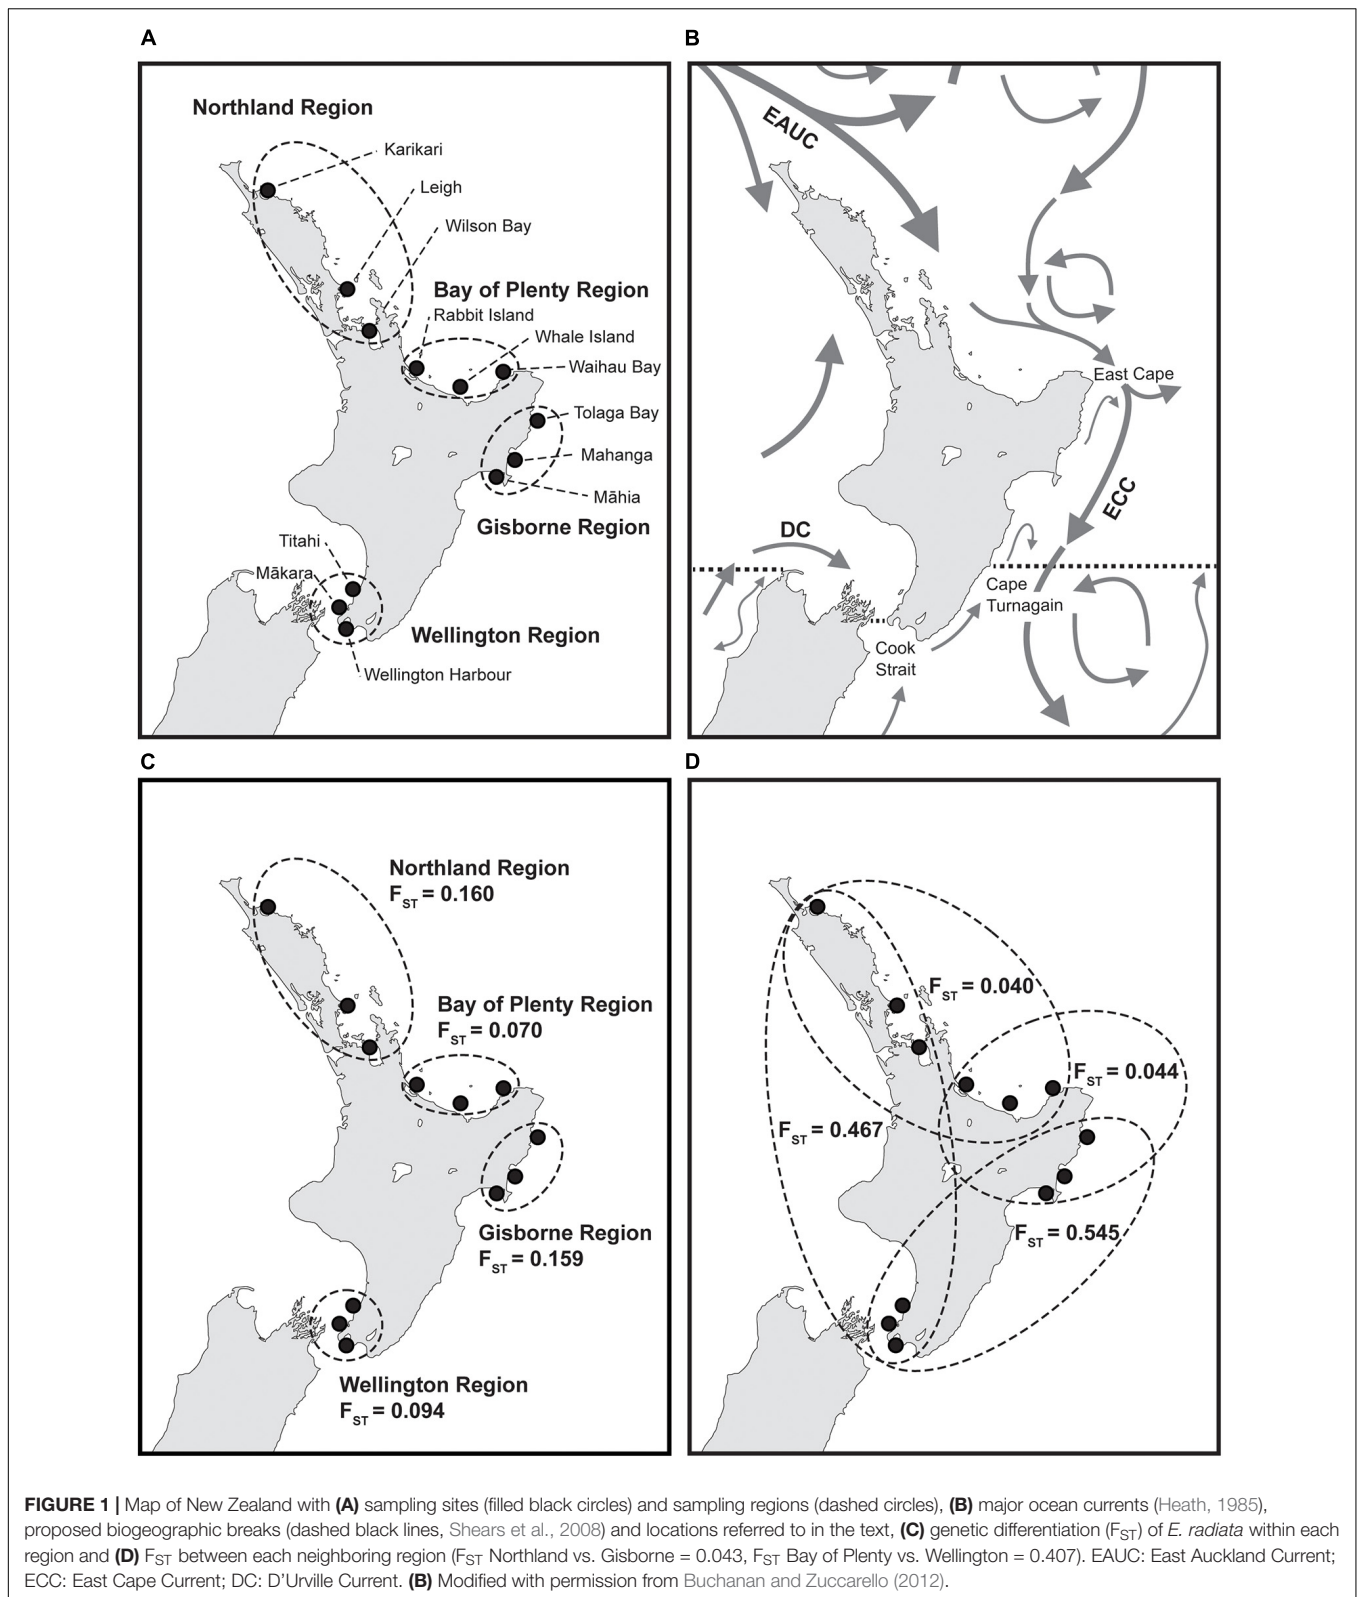 A
Northland Region
Karikari
Leigh
Wilson Bay
Bay of Plenty Region
Rabbit Island
Whale Island
Waihau Bay
Tolaga Bay
Mahanga
Māhia
Gisborne Region
Titahi
Mākara
Wellington Region
Wellington Harbour
B
EAUC
East Cape
ECC
DC
Cape
Turnagain
Cook
Strait
C
Northland Region
FST = 0.160
Bay of Plenty Region
FST = 0.070
Gisborne Region
FST = 0.159
Wellington Region
FST = 0.094
D
FST = 0.040
FST = 0.044
FST = 0.467
FST = 0.545
FIGURE 1 | Map of New Zealand with (A) sampling sites (filled black circles) and sampling regions (dashed circles), (B) major ocean currents (Heath, 1985),
proposed biogeographic breaks (dashed black lines, Shears et al., 2008) and locations referred to in the text, (C) genetic differentiation (FST) of E. radiata within each
region and (D) FST between each neighboring region (FST Northland vs. Gisborne = 0.043, FST Bay of Plenty vs. Wellington = 0.407). EAUC: East Auckland Current;
ECC: East Cape Current; DC: D'Urville Current. (B) Modified with permission from Buchanan and Zuccarello (2012).